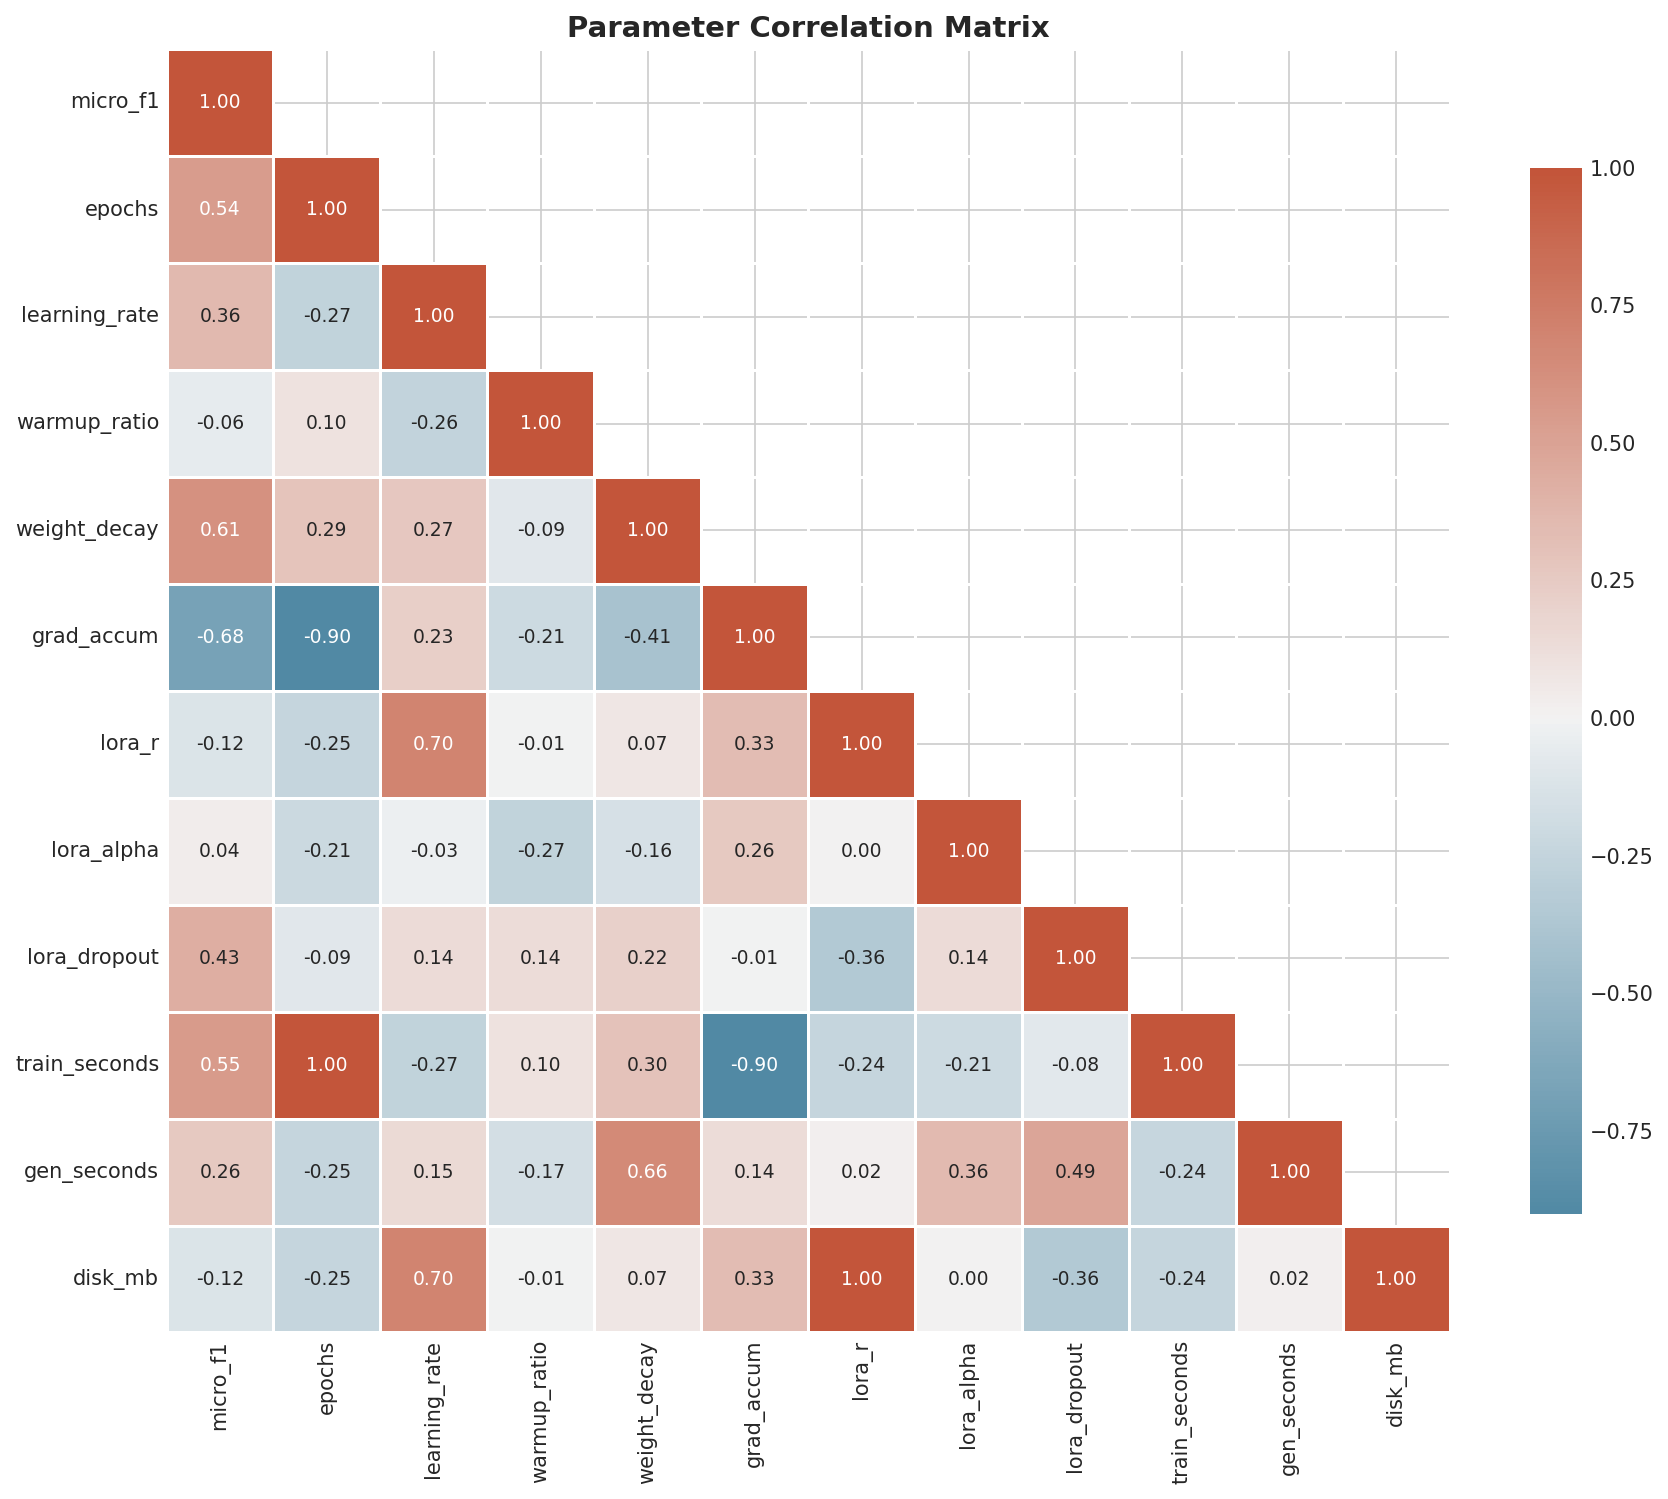 Parameter Correlation Matrix
micro_f1 1.00
epochs 0.54 1.00
learning_rate 0.36 -0.27 1.00
warmup_ratio -0.06 0.10 -0.26 1.00
weight_decay 0.61 0.29 0.27 -0.09 1.00
grad_accum -0.68 -0.90 0.23 -0.21 -0.41 1.00
lora_r -0.12 -0.25 0.70 -0.01 0.07 0.33 1.00
lora_alpha 0.04 -0.21 -0.03 -0.27 -0.16 0.26 0.00 1.00
lora_dropout 0.43 -0.09 0.14 0.14 0.22 -0.01 -0.36 0.14 1.00
train_seconds 0.55 1.00 -0.27 0.10 0.30 -0.90 -0.24 -0.21 -0.08 1.00
gen_seconds 0.26 -0.25 0.15 -0.17 0.66 0.14 0.02 0.36 0.49 -0.24 1.00
disk_mb -0.12 -0.25 0.70 -0.01 0.07 0.33 1.00 0.00 -0.36 -0.24 0.02 1.00
micro_f1
epochs
learning_rate
warmup_ratio
weight_decay
grad_accum
lora_r
lora_alpha
lora_dropout
train_seconds
gen_seconds
disk_mb
1.00
0.75
0.50
0.25
0.00
−0.25
−0.50
−0.75